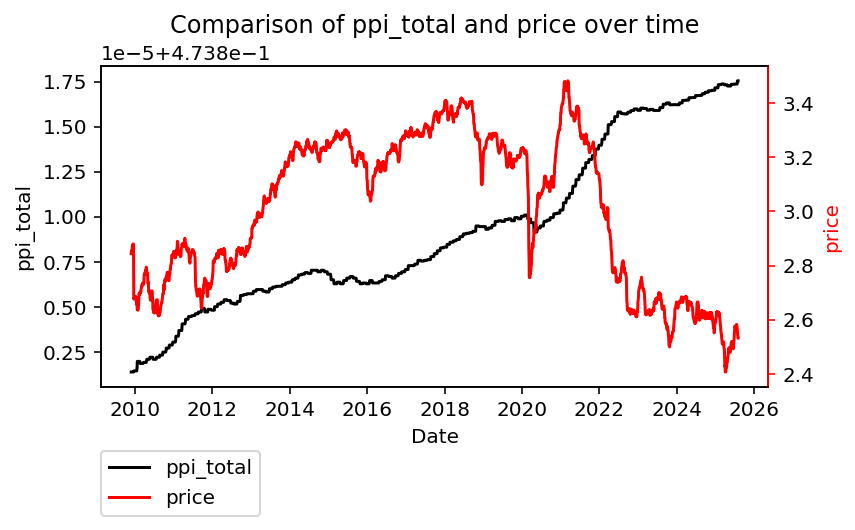 Comparison of ppi_total and price over time
1e−5+4.738e−1
1.75
1.50
1.25
1.00
0.75
0.50
0.25
ppi_total
3.4
3.2
3.0
2.8
2.6
2.4
price
2010 2012 2014 2016 2018 2020 2022 2024 2026
Date
ppi_total
price